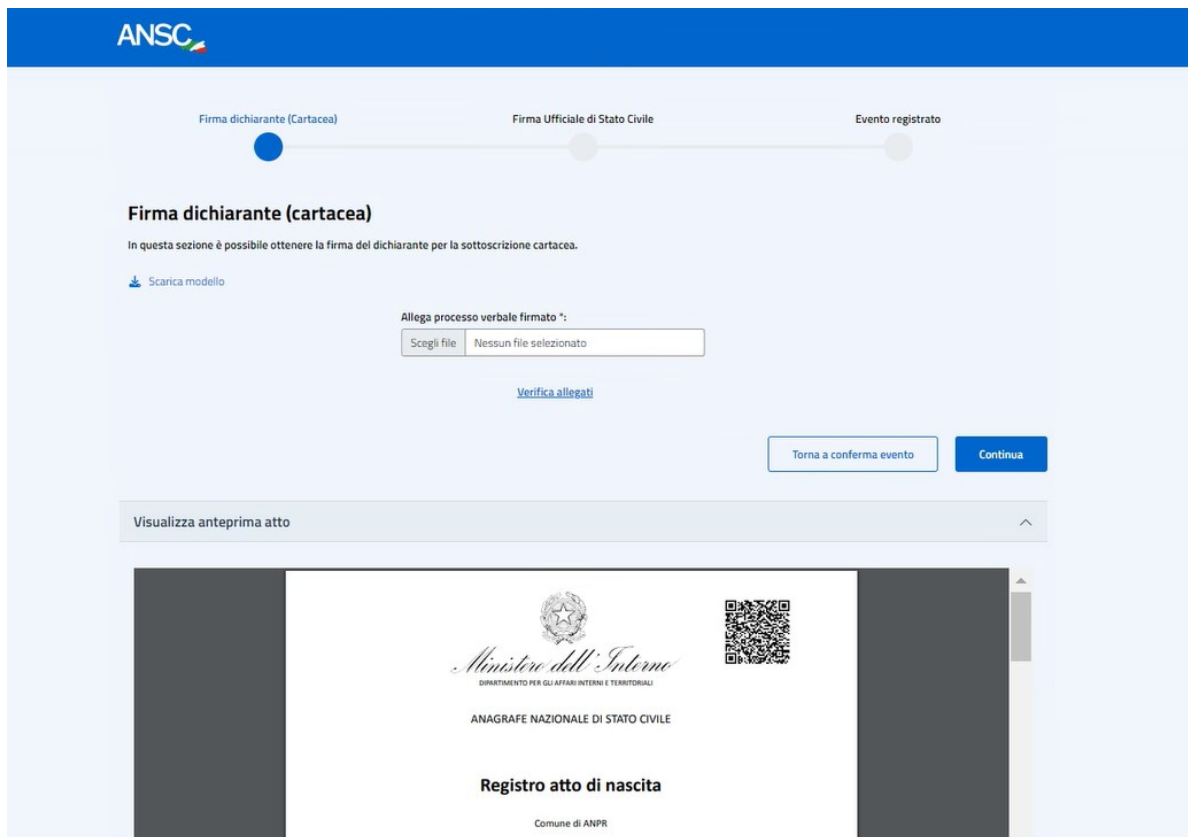 ANSC
Firma dichiarante (Cartacea)
Firma Ufficiale di Stato Civile
Evento registrato
Firma dichiarante (cartacea)
In questa sezione è possibile ottenere la firma del dichiarante per la sottoscrizione cartacea.
Scarica modello
Allega processo verbale firmato *:
Scegli file
Nessun file selezionato
Verifica allegati
Torna a conferma evento
Continua
Visualizza anteprima atto
Ministero dell'Interno
DIPARTIMENTO PER GLI AFFARI INTERNI E TERRITORIALI
ANAGRAFE NAZIONALE DI STATO CIVILE
Registro atto di nascita
Comune di ANPR